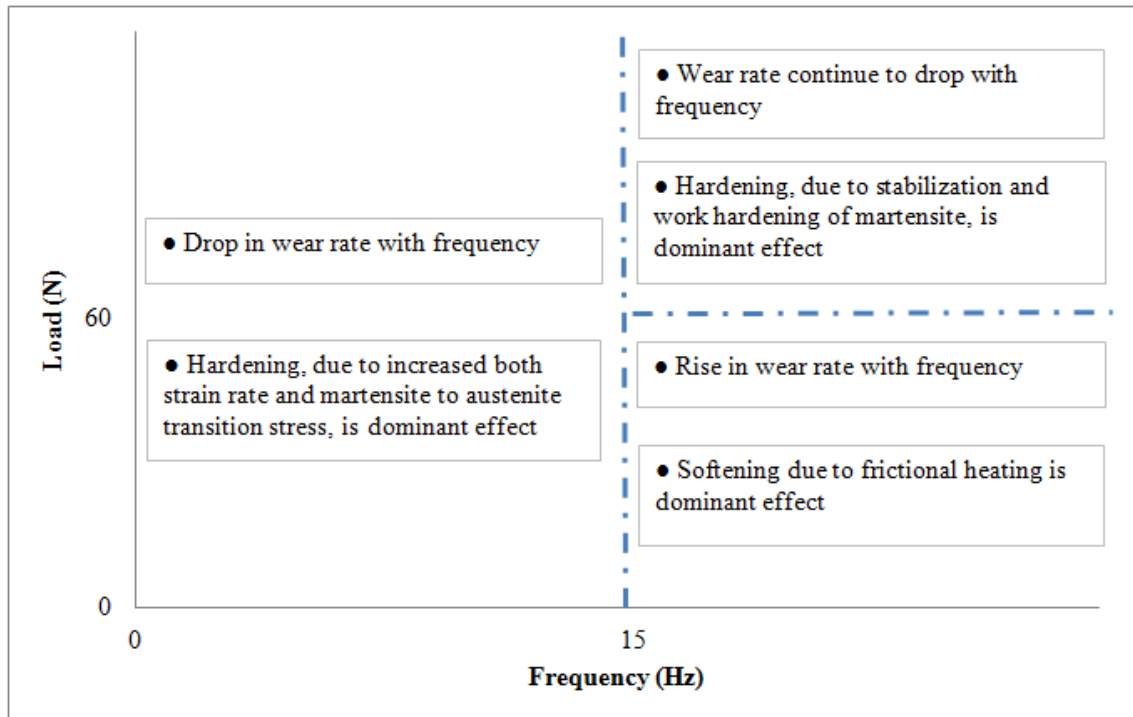 ● Wear rate continue to drop with
frequency
● Hardening, due to stabilization and
work hardening of martensite, is
dominant effect
● Drop in wear rate with frequency
Load (N)
60
● Hardening, due to increased both
strain rate and martensite to austenite
transition stress, is dominant effect
● Rise in wear rate with frequency
● Softening due to frictional heating is
dominant effect
0
0
15
Frequency (Hz)